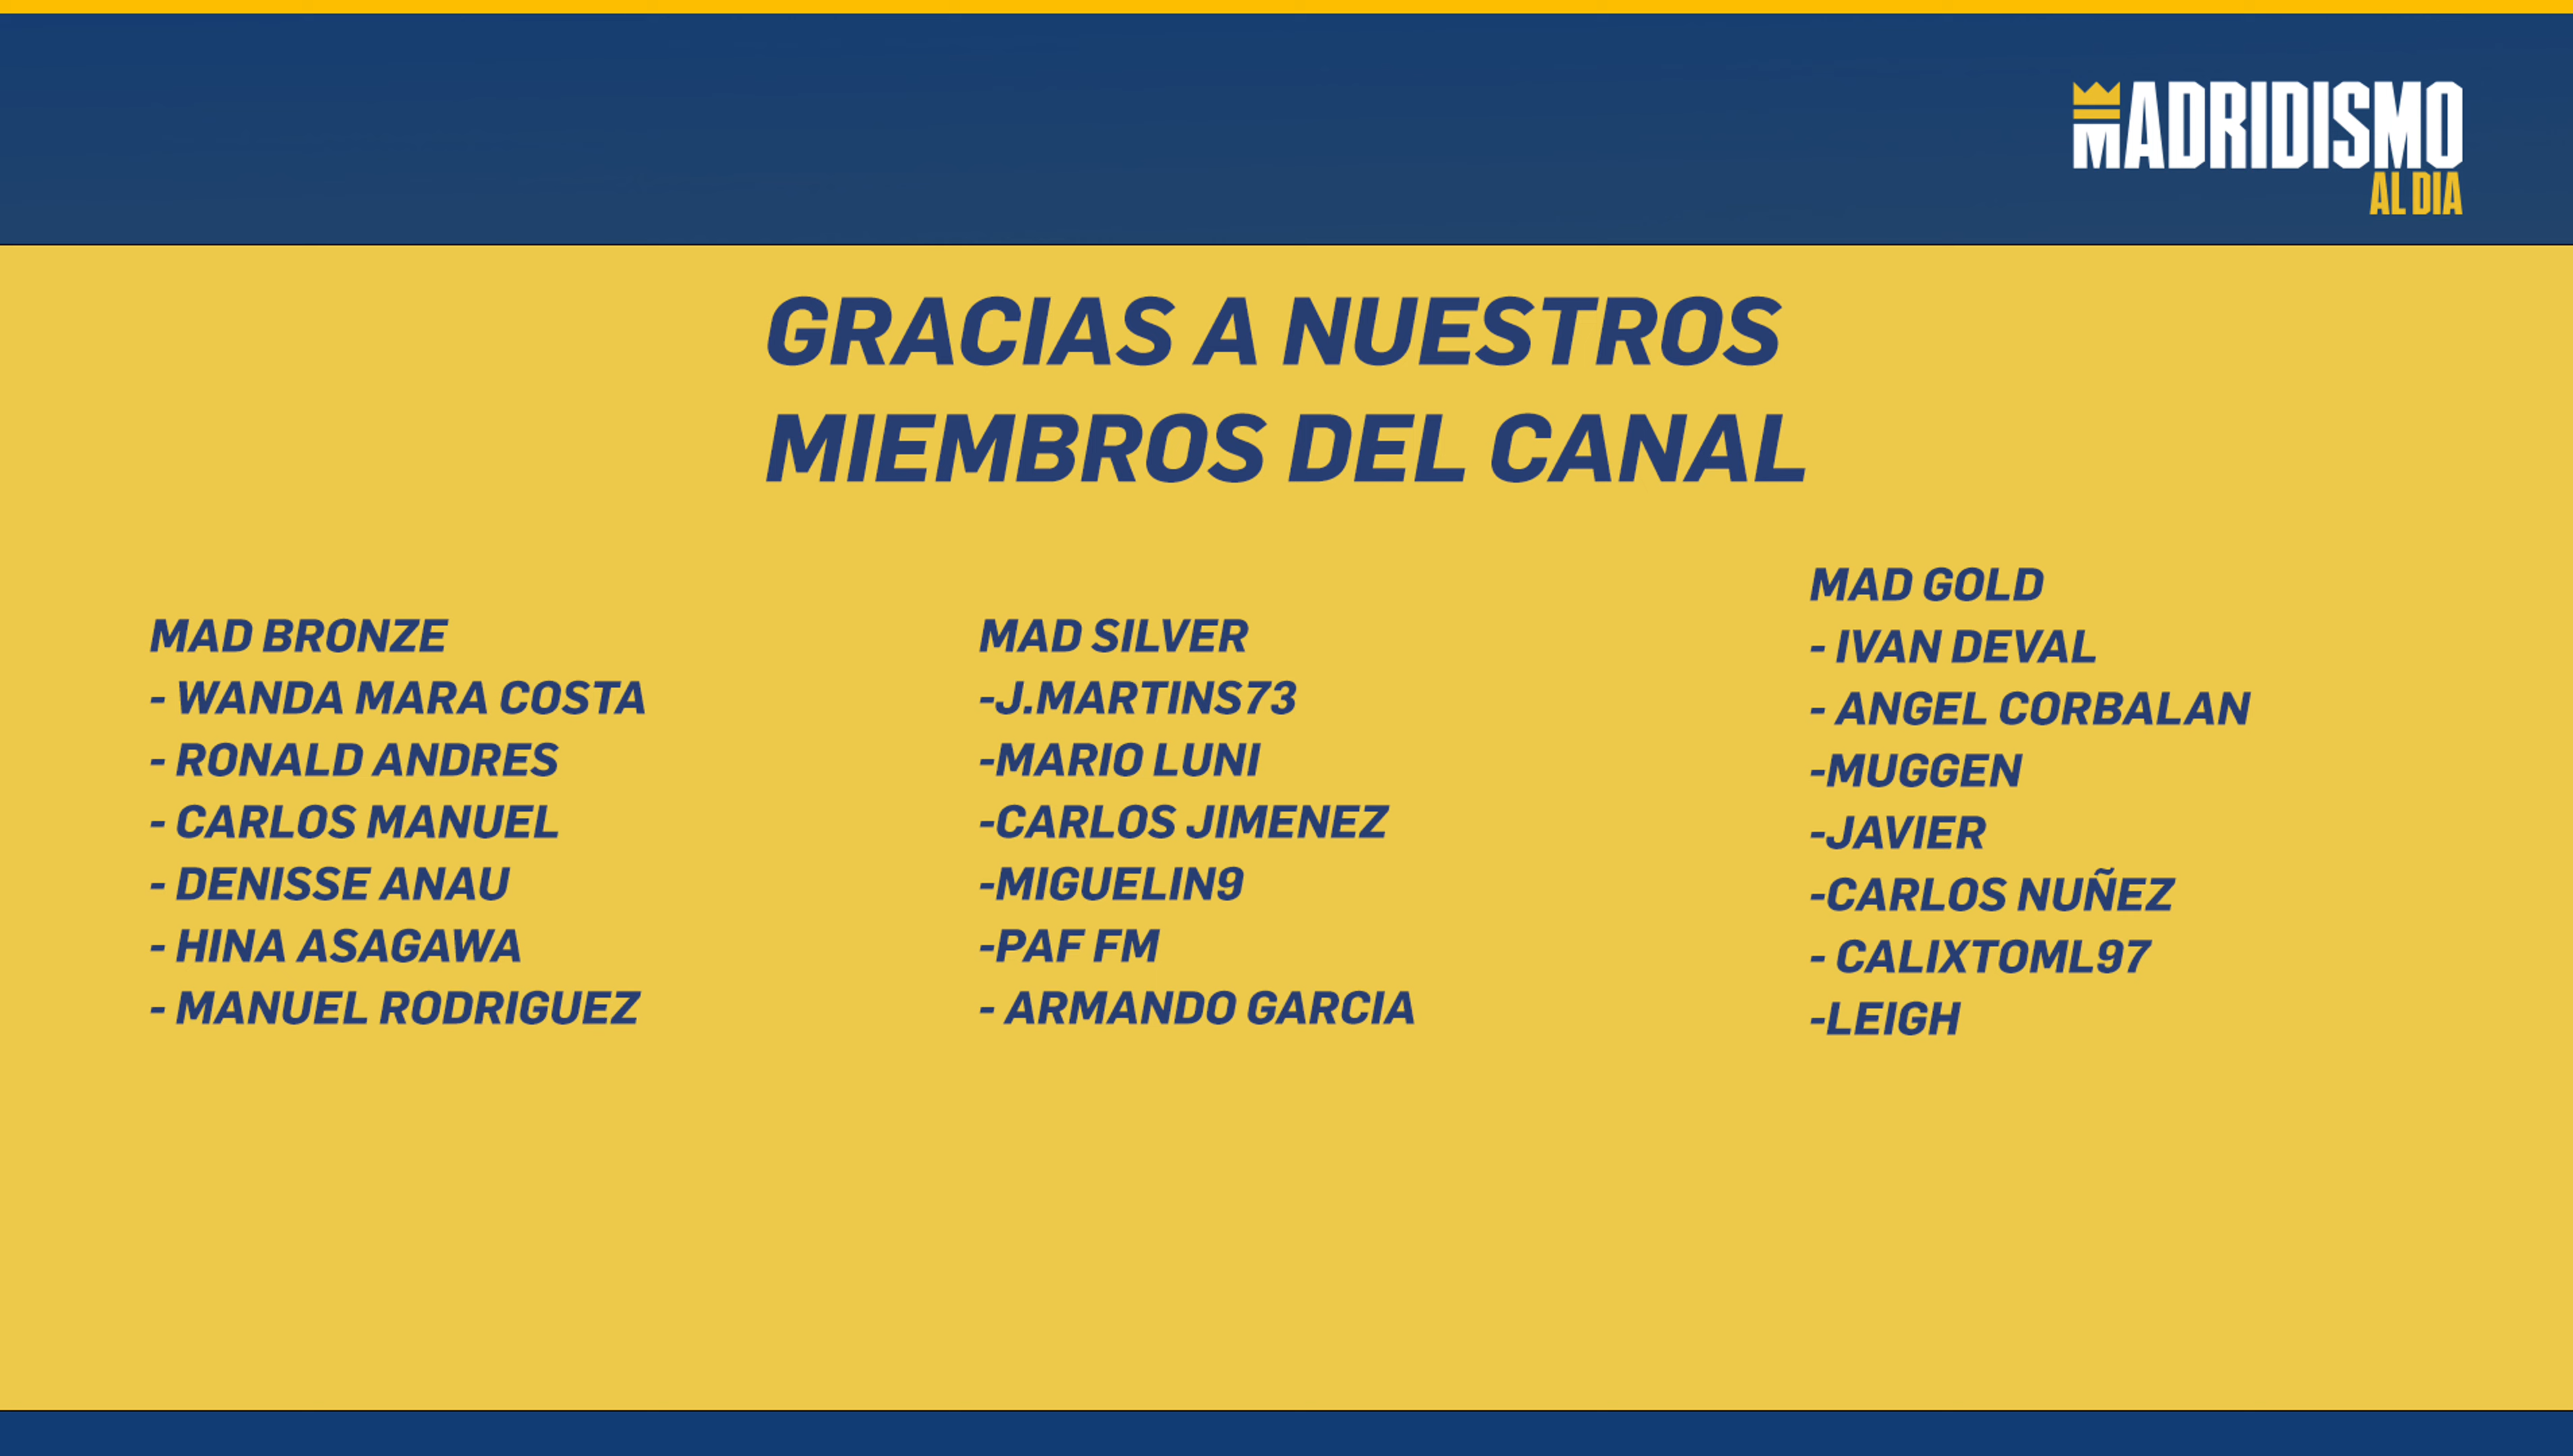 MADRIDISMO
AL DIA
GRACIAS A NUESTROS
MIEMBROS DEL CANAL
MAD BRONZE
- WANDA MARA COSTA
- RONALD ANDRES
- CARLOS MANUEL
- DENISSE ANAU
- HINA ASAGAWA
- MANUEL RODRIGUEZ
MAD SILVER
-J.MARTINS73
-MARIO LUNI
-CARLOS JIMENEZ
-MIGUELIN9
-PAF FM
- ARMANDO GARCIA
MAD GOLD
- IVAN DEVAL
- ANGEL CORBALAN
-MUGGEN
-JAVIER
-CARLOS NUÑEZ
- CALIXTOML97
-LEIGH